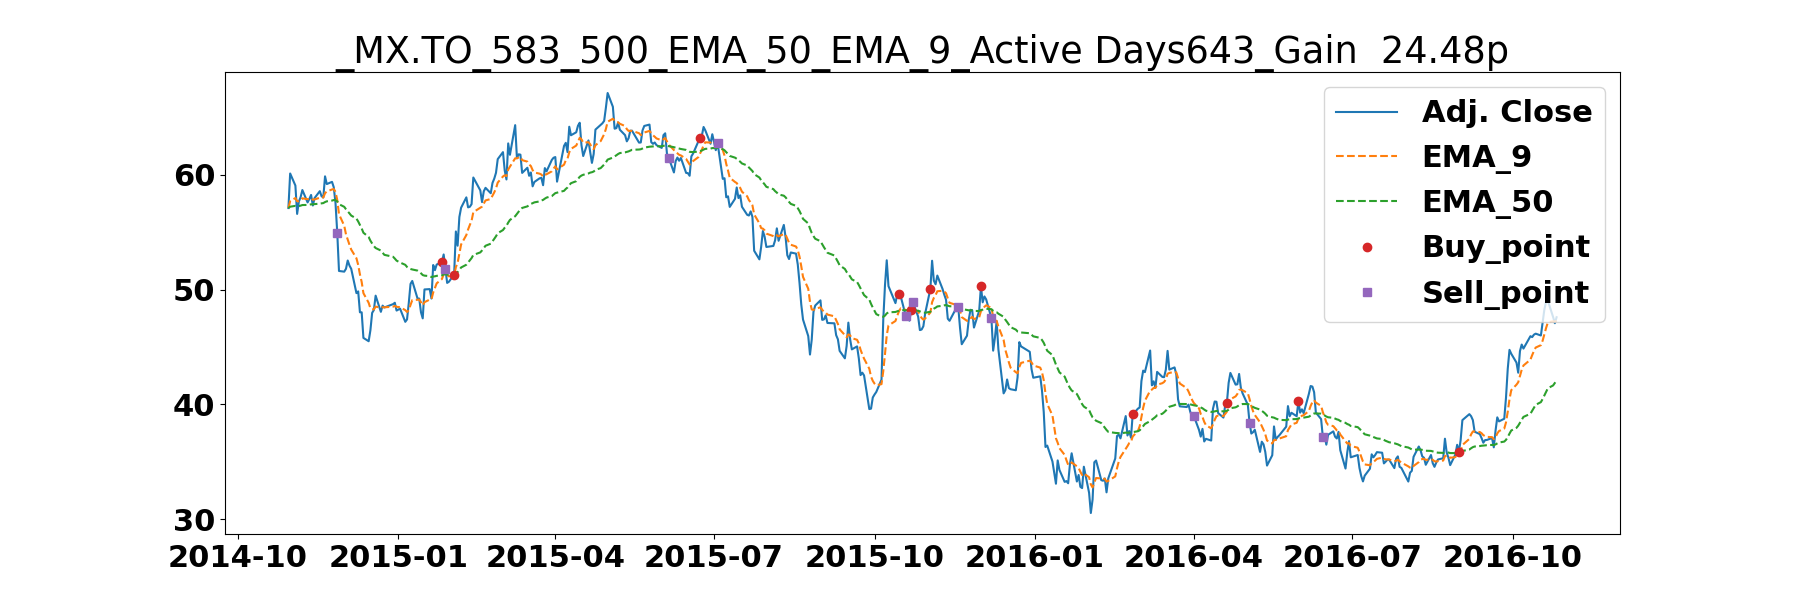 _MX.TO_583_500_EMA_50_EMA_9_Active Days643_Gain  24.48p
Adj. Close
EMA_9
EMA_50
Buy_point
Sell_point
60
50
40
30
2014-10 2015-01 2015-04 2015-07 2015-10 2016-01 2016-04 2016-07 2016-10